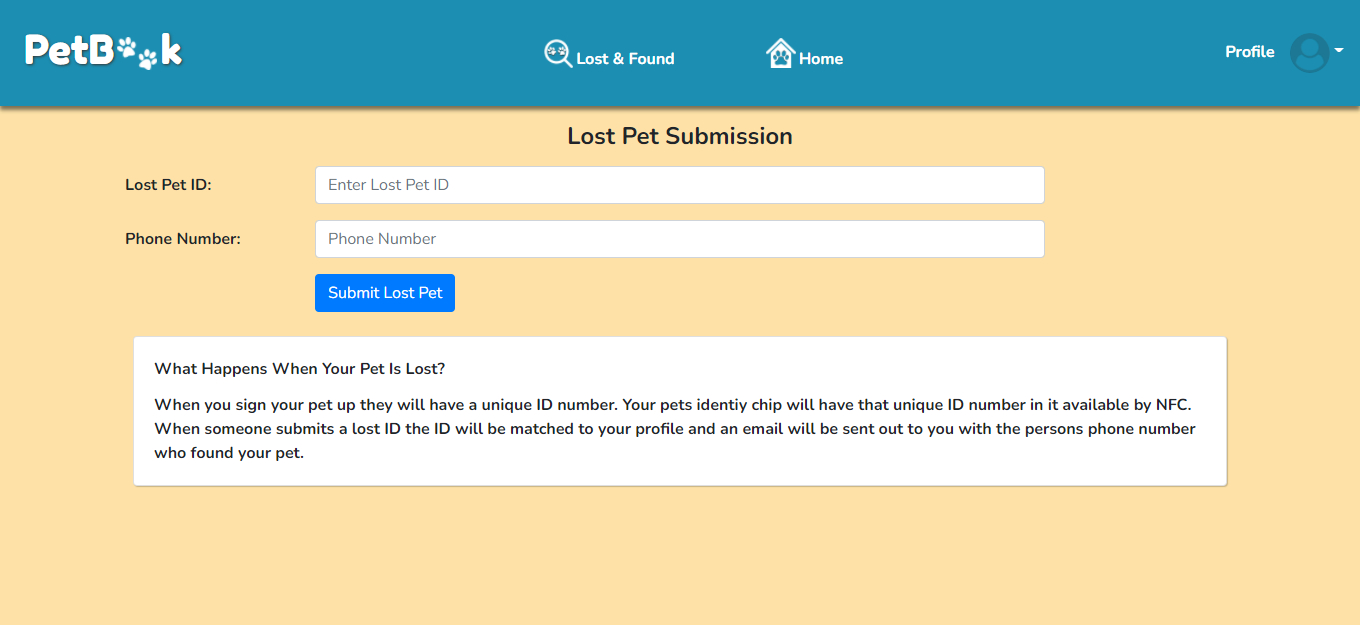 PetBook
Lost & Found
Home
Profile
Lost Pet Submission
Lost Pet ID:
Enter Lost Pet ID
Phone Number:
Phone Number
Submit Lost Pet
What Happens When Your Pet Is Lost?
When you sign your pet up they will have a unique ID number. Your pets identiy chip will have that unique ID number in it available by NFC.
When someone submits a lost ID the ID will be matched to your profile and an email will be sent out to you with the persons phone number
who found your pet.